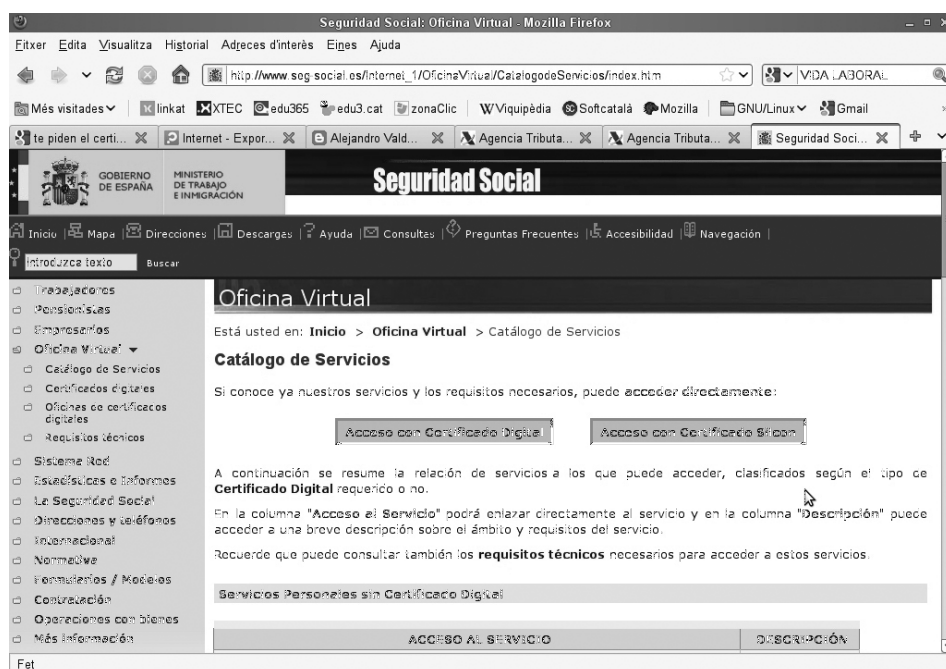 Seguridad Social: Oficina Virtual - Mozilla Firefox
Fitxer Edita Visualitza Historial Adreces d'interès Eines Ajuda
http://www.seg-social.es/Internet_1/OficinaVirtual/CatalogodeServicios/index.htm VIDA LABORAL
Més visitades linkat XTEC edu365 edu3.cat zonaClic Viquipèdia Softcatalà Mozilla GNU/Linux Gmail
te piden el certi... Internet - Expor... Alejandro Vald... Agencia Tributa... Agencia Tributa... Seguridad Soci...
GOBIERNO DE ESPAÑA
MINISTERIO DE TRABAJO E INMIGRACIÓN
Seguridad Social
Inicio | Mapa | Direcciones | Descargas | Ayuda | Consultas | Preguntas Frecuentes | Accesibilidad | Navegación |
Introduzca texto Buscar
Trabajadores
Pensionistas
Empresarios
Oficina Virtual
Catálogo de Servicios
Certificados digitales
Oficinas de certificados
digitales
Requisitos técnicos
Sistema Red
Estadísticas e Informes
La Seguridad Social
Direcciones y teléfonos
Internacional
Normativa
Formularios / Modelos
Contratación
Operaciones con bienes
Más información
Oficina Virtual
Está usted en: Inicio > Oficina Virtual > Catálogo de Servicios
Catálogo de Servicios
Si conoce ya nuestros servicios y los requisitos necesarios, puede acceder directamente:
Acceso con Certificado Digital Acceso con Certificado Silcon
A continuación se resume la relación de servicios a los que puede acceder, clasificados según el tipo de
Certificado Digital requerido o no.
En la columna "Acceso al Servicio" podrá enlazar directamente al servicio y en la columna "Descripción" puede
acceder a una breve descripción sobre el ámbito y requisitos del servicio.
Recuerde que puede consultar también los requisitos técnicos necesarios para acceder a estos servicios.
Servicios Personales sin Certificado Digital
ACCESO AL SERVICIO DESCRIPCIÓN
Fet